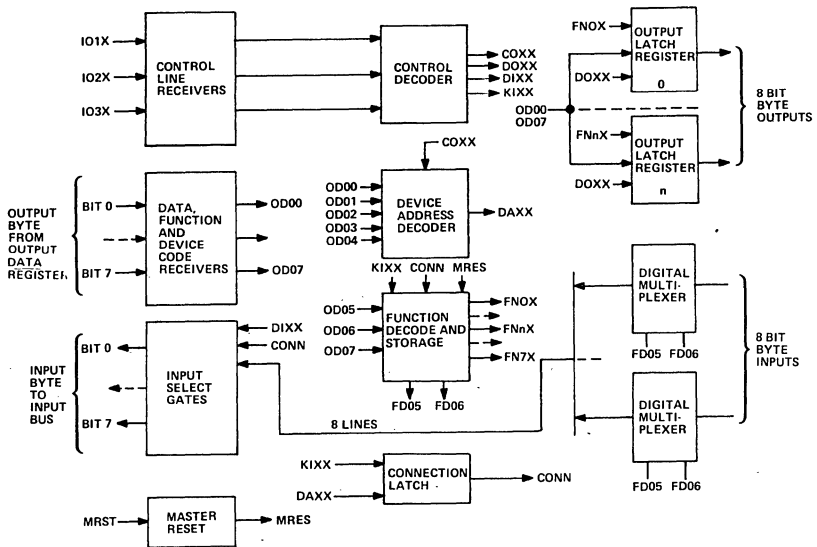 IO1X
IO2X
IO3X
CONTROL
LINE
RECEIVERS
CONTROL
DECODER
COXX
DOXX
DIXX
KIXX
OD00
OD07
FNOX
DOXX
OUTPUT
LATCH
REGISTER
0
FNnX
DOXX
OUTPUT
LATCH
REGISTER
n
8 BIT
BYTE
OUTPUTS
OUTPUT
BYTE
FROM
OUTPUT
DATA
REGISTER
BIT 0
BIT 7
DATA,
FUNCTION
AND
DEVICE
CODE
RECEIVERS
OD00
OD07
COXX
OD00
OD01
OD02
OD03
OD04
DEVICE
ADDRESS
DECODER
DAXX
KIXX CONN MRES
OD05
OD06
OD07
FUNCTION
DECODE AND
STORAGE
FNOX
FNnX
FN7X
FD05 FD06
INPUT
BYTE
TO
INPUT
BUS
BIT 0
BIT 7
INPUT
SELECT
GATES
DIXX
CONN
8 LINES
DIGITAL
MULTI-
PLEXER
FD05 FD06
DIGITAL
MULTI-
PLEXER
FD05 FD06
8 BIT
BYTE
INPUTS
KIXX
DAXX
CONNECTION
LATCH
CONN
MRST
MASTER
RESET
MRES